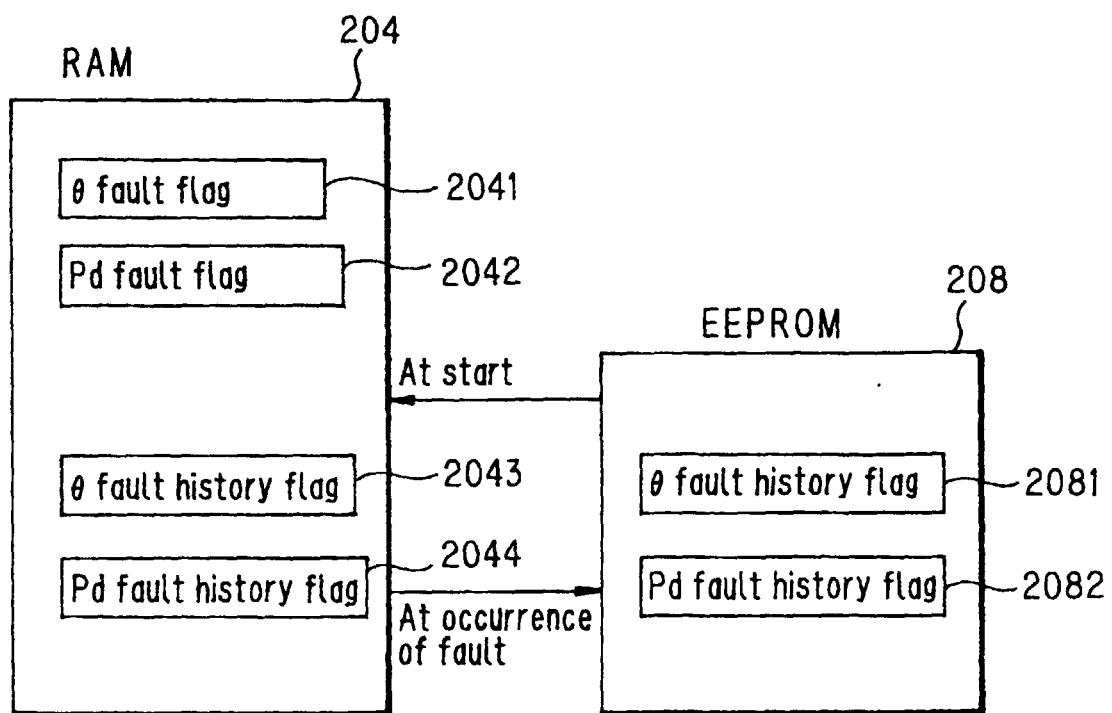 204
RAM
θ fault flag
2041
Pd fault flag
2042
208
EEPROM
At start
θ fault history flag
2043
θ fault history flag
2081
2044
Pd fault history flag
At occurrence
of fault
Pd fault history flag
2082